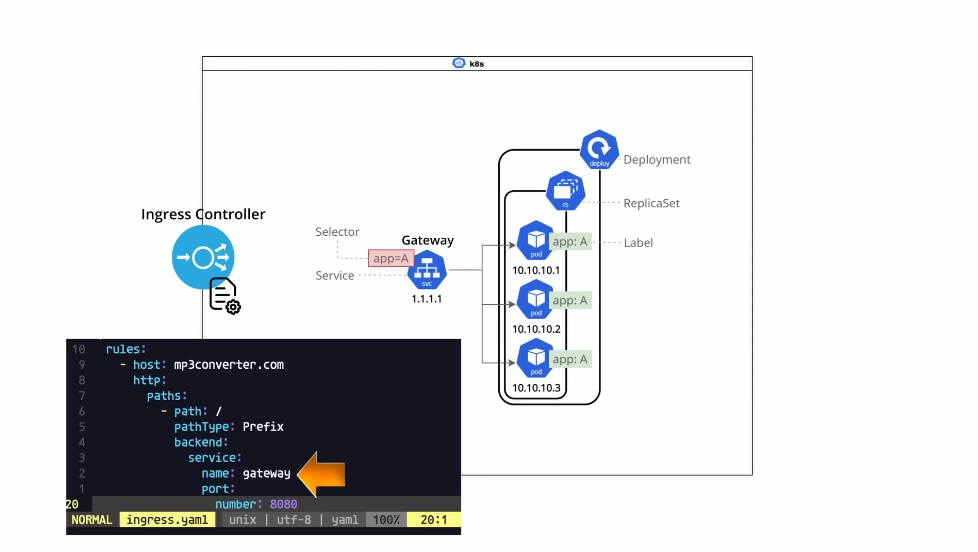 k8s
deploy
Deployment
rs
ReplicaSet
Ingress Controller
Selector
Gateway
app=A
Service
svc
1.1.1.1
pod
app: A
Label
10.10.10.1
pod
app: A
10.10.10.2
pod
app: A
10.10.10.3
10 rules:
9 - host: mp3converter.com
8 http:
7 paths:
6 - path: /
5 pathType: Prefix
4 backend:
3 service:
2 name: gateway
1 port:
20 number: 8080
NORMAL ingress.yaml unix | utf-8 | yaml 100% 20:1